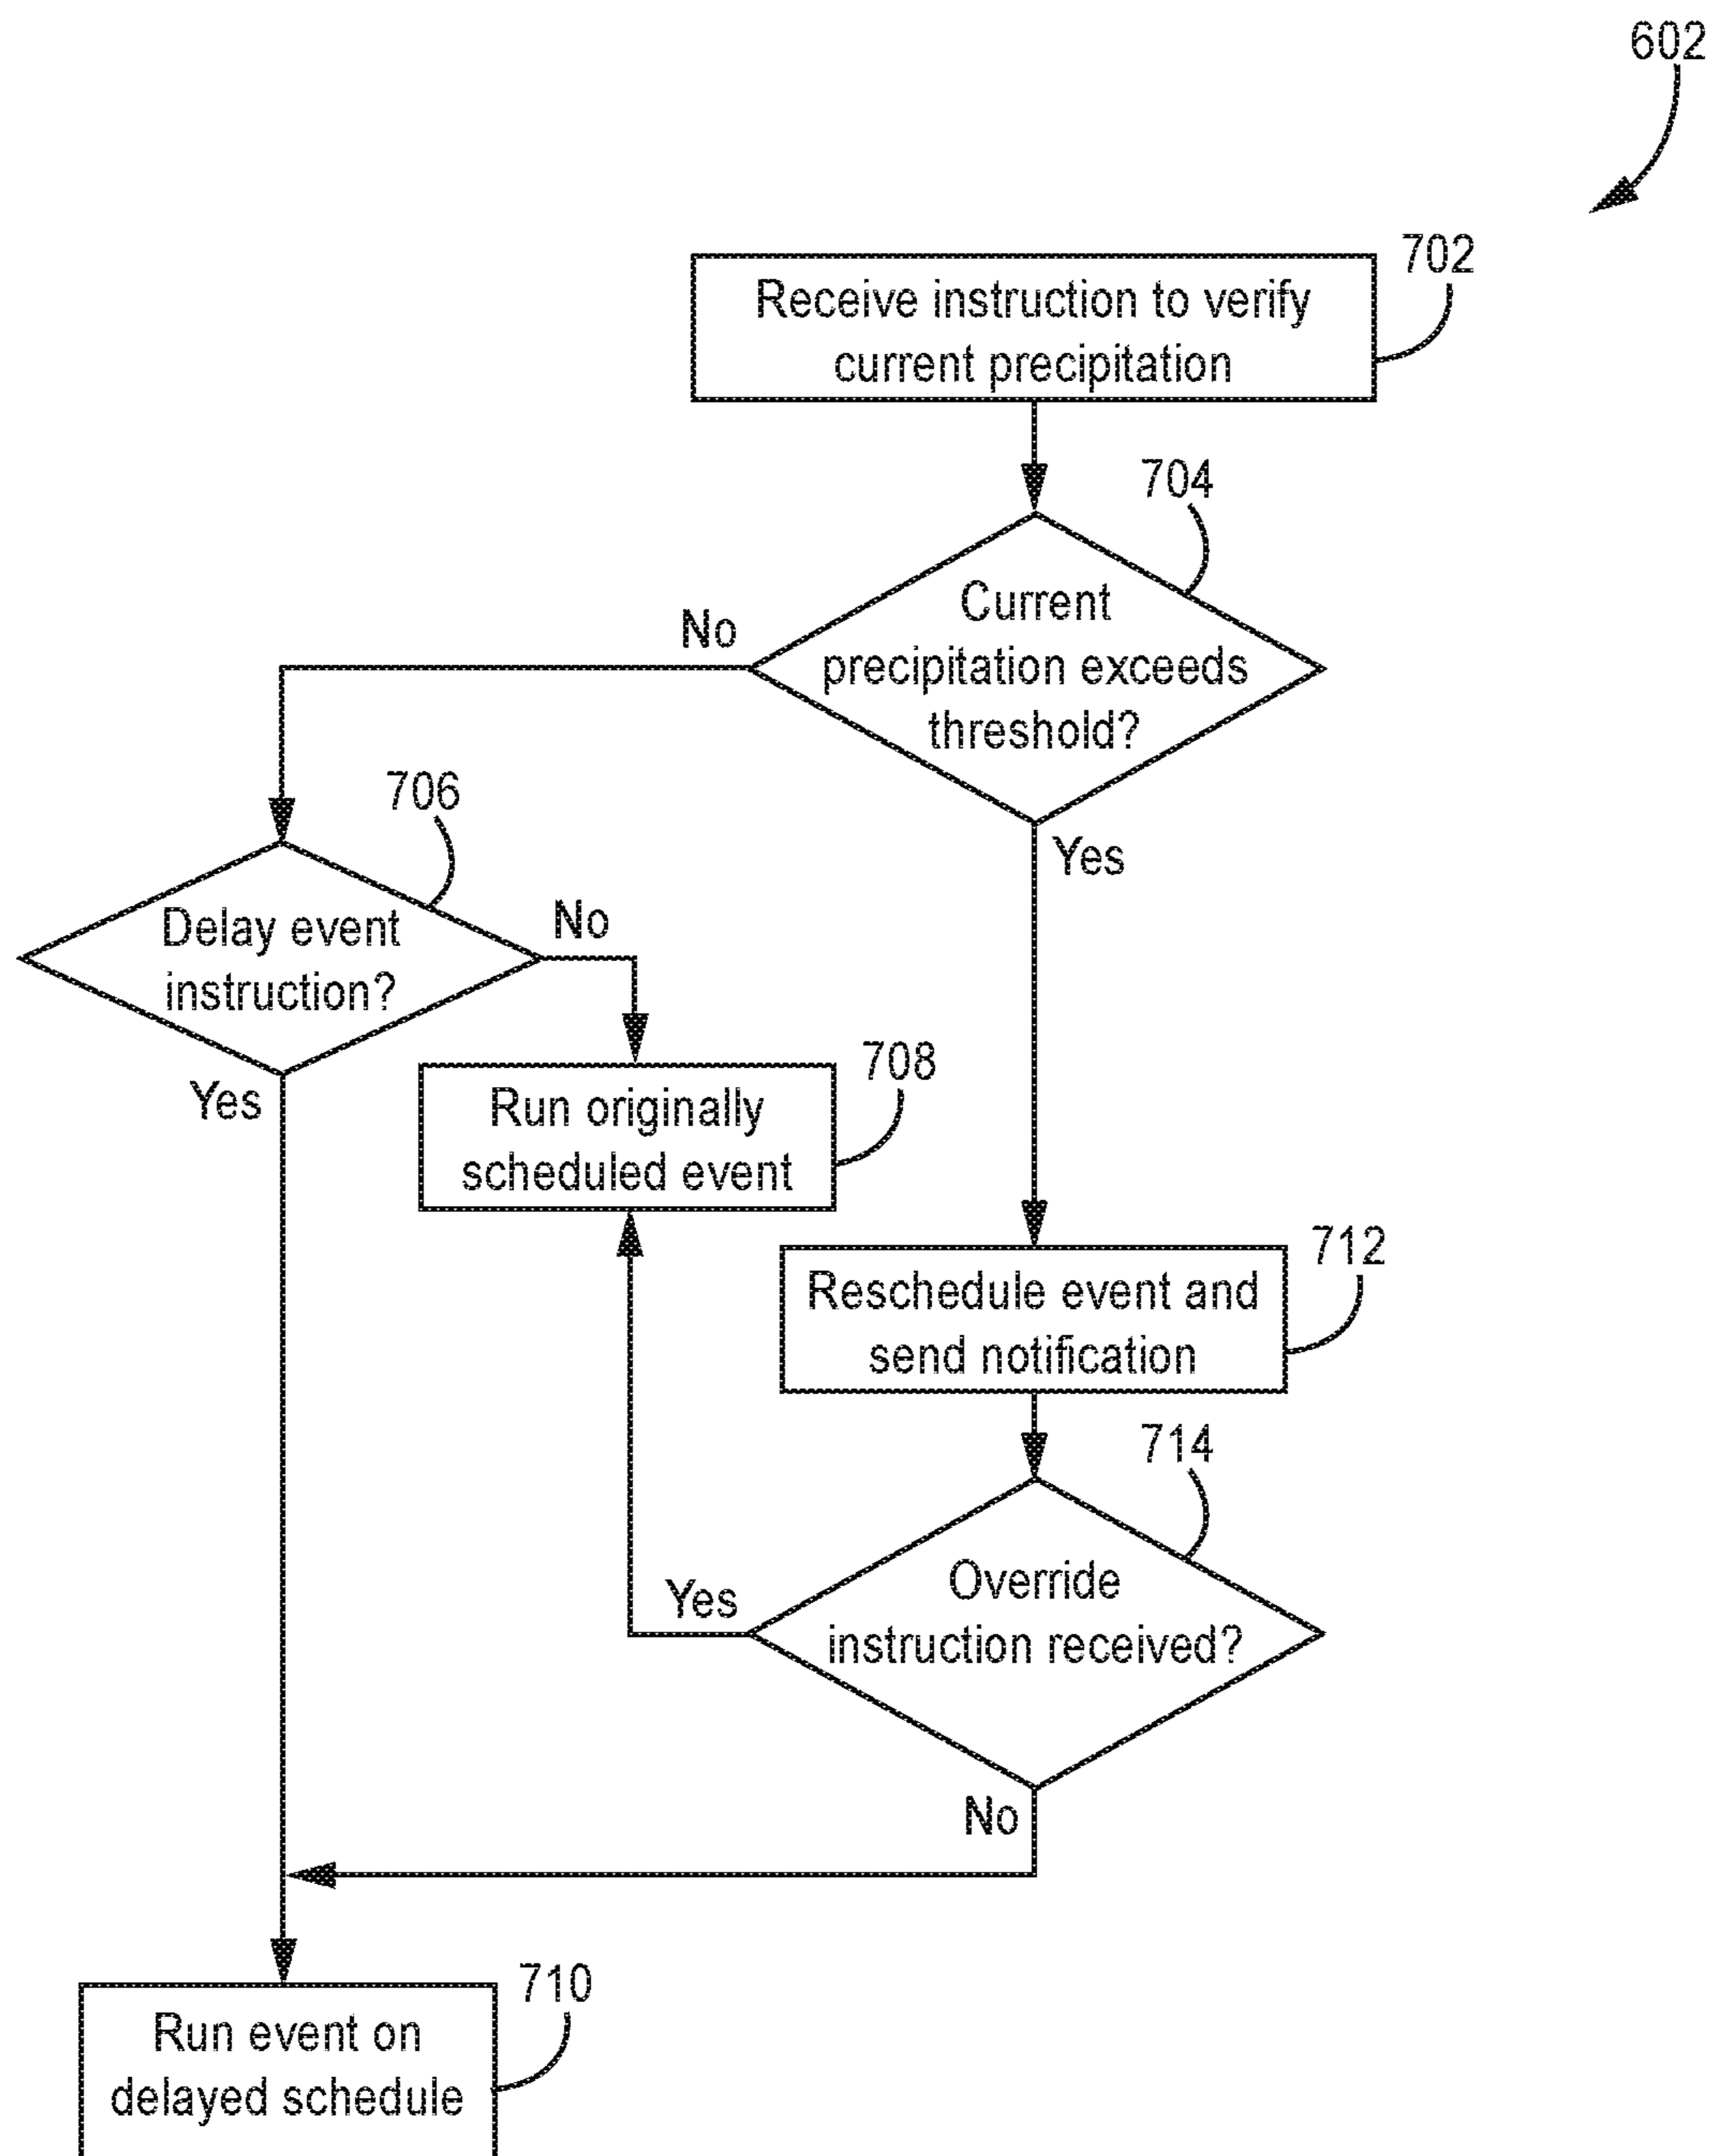 602
702
Receive instruction to verify
current precipitation
704
Current
precipitation exceeds
threshold?
No
Yes
706
Delay event
instruction?
No
Yes
708
Run originally
scheduled event
712
Reschedule event and
send notification
714
Override
instruction received?
Yes
No
710
Run event on
delayed schedule